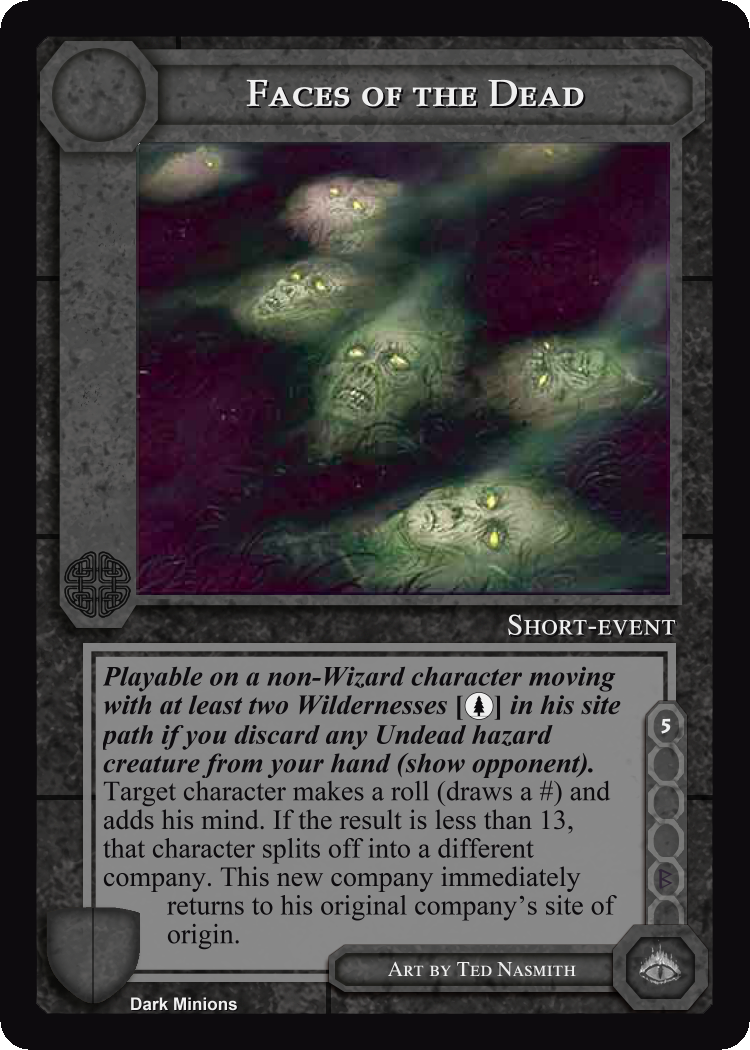 Faces of the Dead
Short-event
Playable on a non-Wizard character moving
with at least two Wildernesses [ ] in his site
path if you discard any Undead hazard
creature from your hand (show opponent).
Target character makes a roll (draws a #) and
adds his mind. If the result is less than 13,
that character splits off into a different
company. This new company immediately
returns to his original company's site of
origin.
5
B
Art by Ted Nasmith
Dark Minions